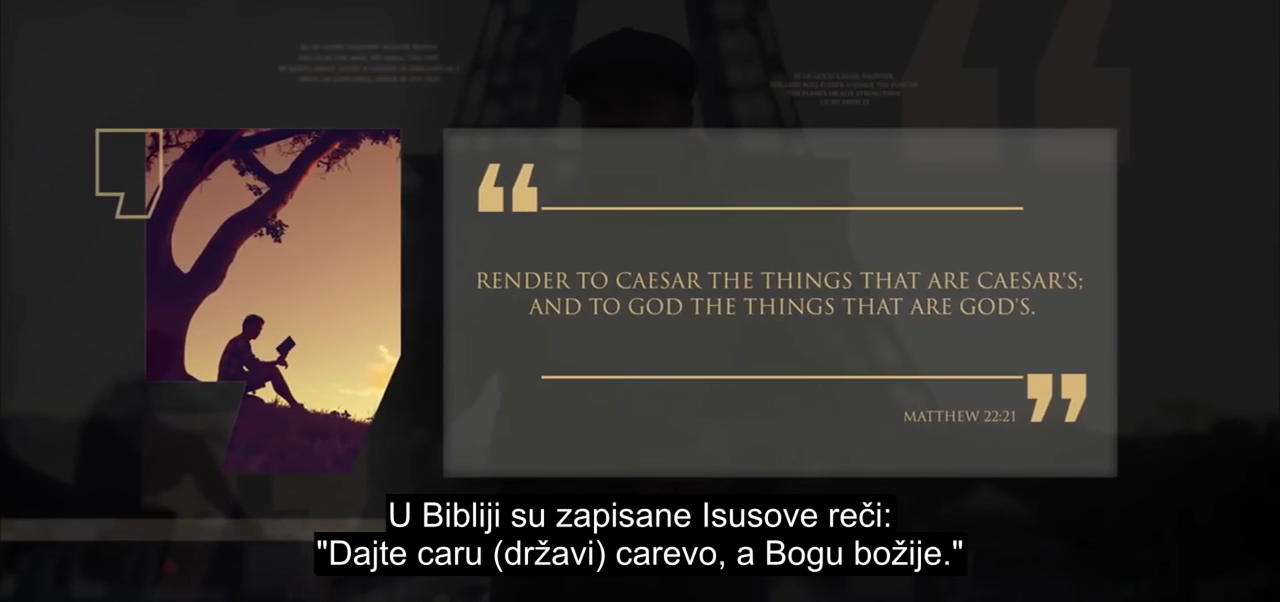 RENDER TO CAESAR THE THINGS THAT ARE CAESAR'S;
AND TO GOD THE THINGS THAT ARE GOD'S.
MATTHEW 22:21
U Bibliji su zapisane Isusove reči:
"Dajte caru (državi) carevo, a Bogu božije."